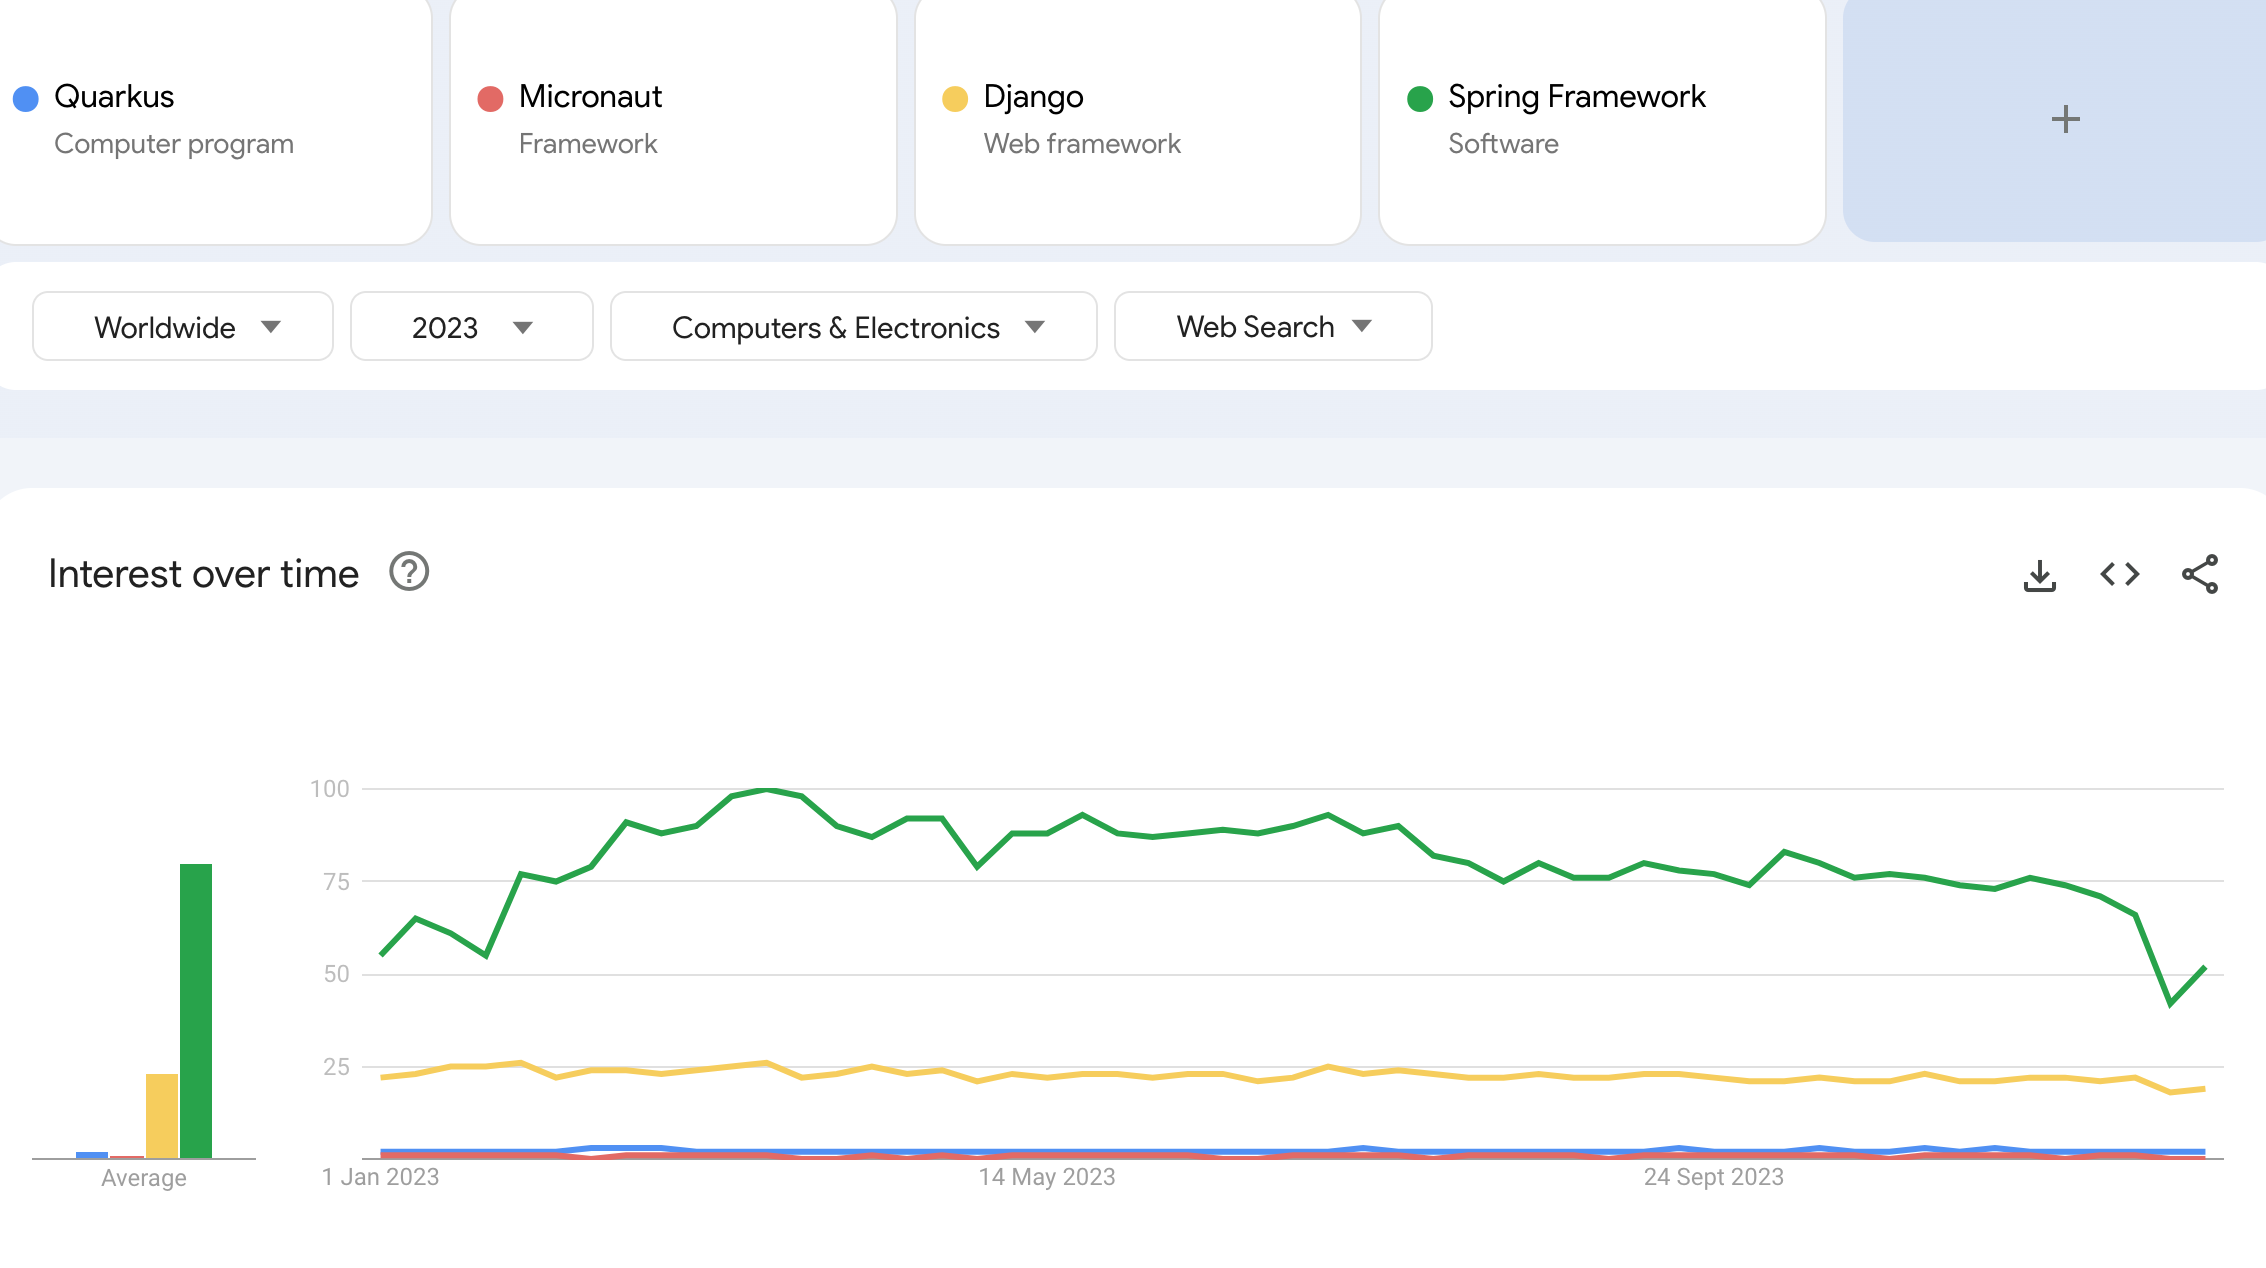 Quarkus
Computer program
Micronaut
Framework
Django
Web framework
Spring Framework
Software
Worldwide
2023
Computers & Electronics
Web Search
Interest over time
100
75
50
25
Average
1 Jan 2023
14 May 2023
24 Sept 2023